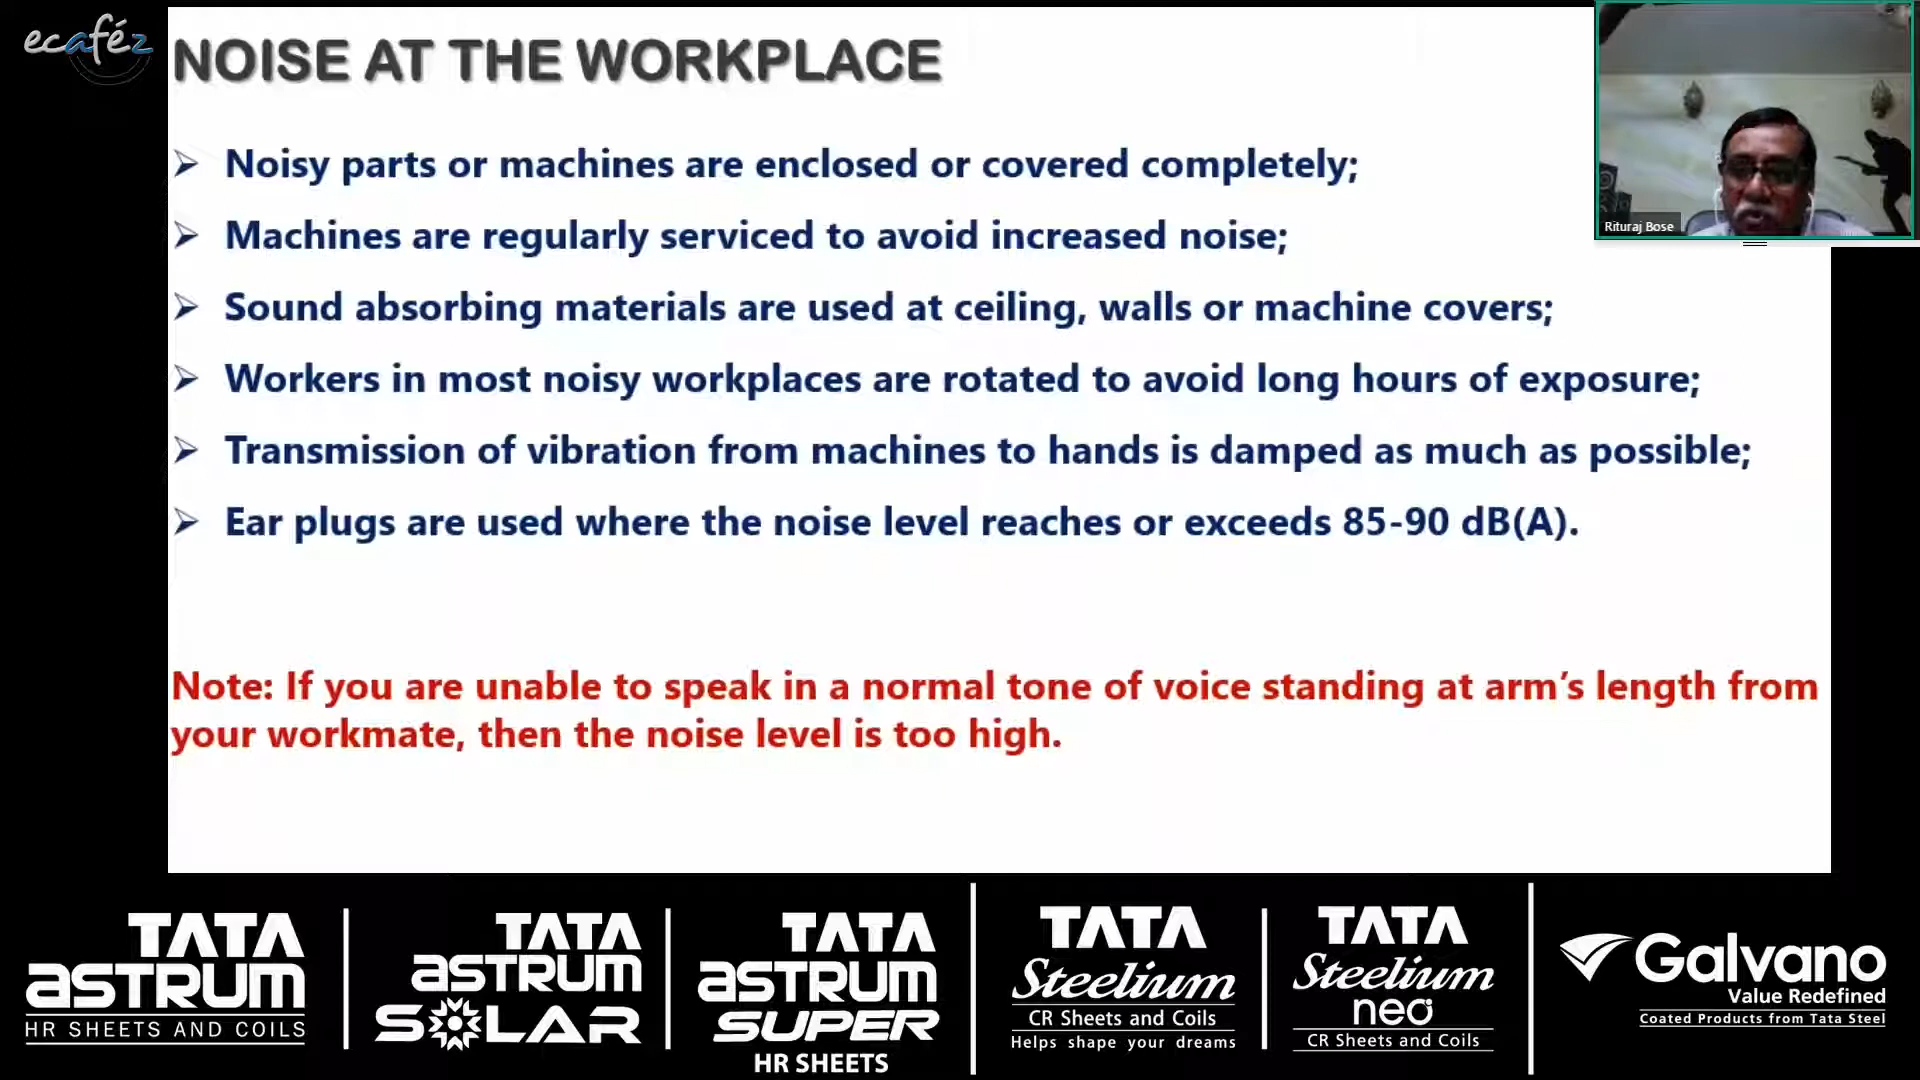 ecaféz
NOISE AT THE WORKPLACE
Noisy parts or machines are enclosed or covered completely;
Machines are regularly serviced to avoid increased noise;
Sound absorbing materials are used at ceiling, walls or machine covers;
Workers in most noisy workplaces are rotated to avoid long hours of exposure;
Transmission of vibration from machines to hands is damped as much as possible;
Ear plugs are used where the noise level reaches or exceeds 85-90 dB(A).
Note: If you are unable to speak in a normal tone of voice standing at arm's length from
your workmate, then the noise level is too high.
Rituraj Bose
TATA
ASTRUM
HR SHEETS AND COILS
TATA
ASTRUM
SOLAR
TATA
ASTRUM
SUPER
HR SHEETS
TATA
Steelium
CR Sheets and Coils
Helps shape your dreams
TATA
Steelium
neo
CR Sheets and Coils
Galvano
Value Redefined
Coated Products from Tata Steel